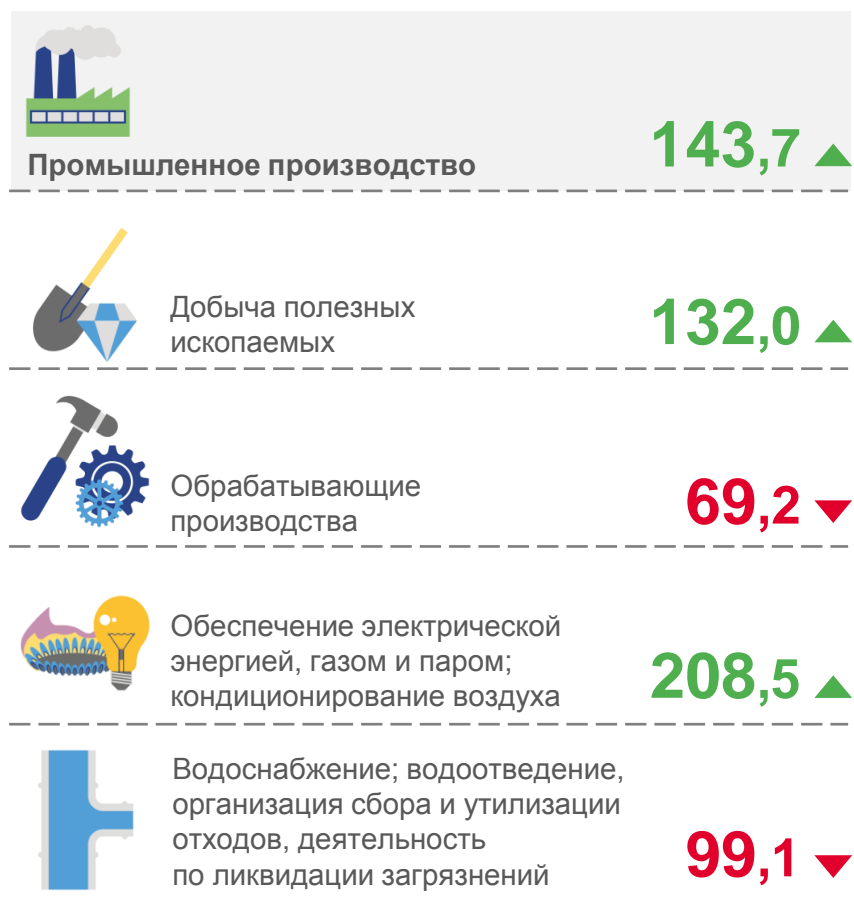 Промышленное производство
143,7
Добыча полезных
ископаемых
132,0
Обрабатывающие
производства
69,2
Обеспечение электрической
энергией, газом и паром;
кондиционирование воздуха
208,5
Водоснабжение; водоотведение,
организация сбора и утилизации
отходов, деятельность
по ликвидации загрязнений
99,1